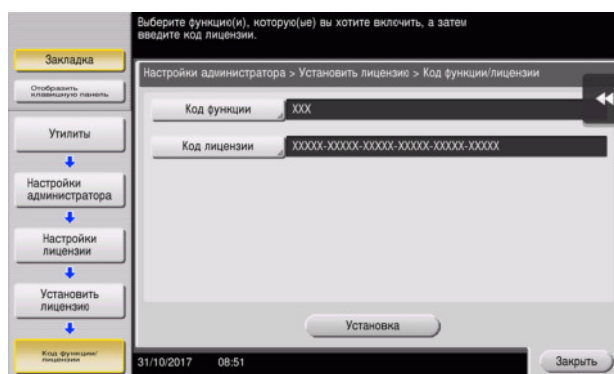 Выберите функцию(и), которую(ые) вы хотите включить, а затем
введите код лицензии.
Закладка
Отобразить
клавишную панель
Утилиты
Настройки
администратора
Настройки
лицензии
Установить
лицензию
Код функции/
лицензии
Настройки администратора > Установить лицензию > Код функции/лицензии
Код функции
XXX
Код лицензии
XXXXX-XXXXX-XXXXX-XXXXX-XXXXX-XXXXX
Установка
31/10/2017 08:51
Закрыть